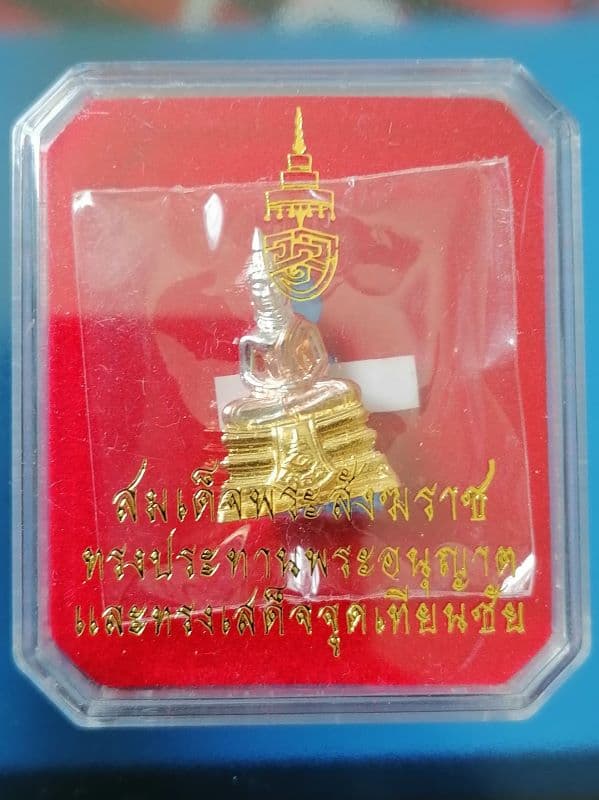 สมเด็จพระสังฆราช
ทรงประทานพระอนุญาต
และทรงเสด็จจุดเทียนชัย